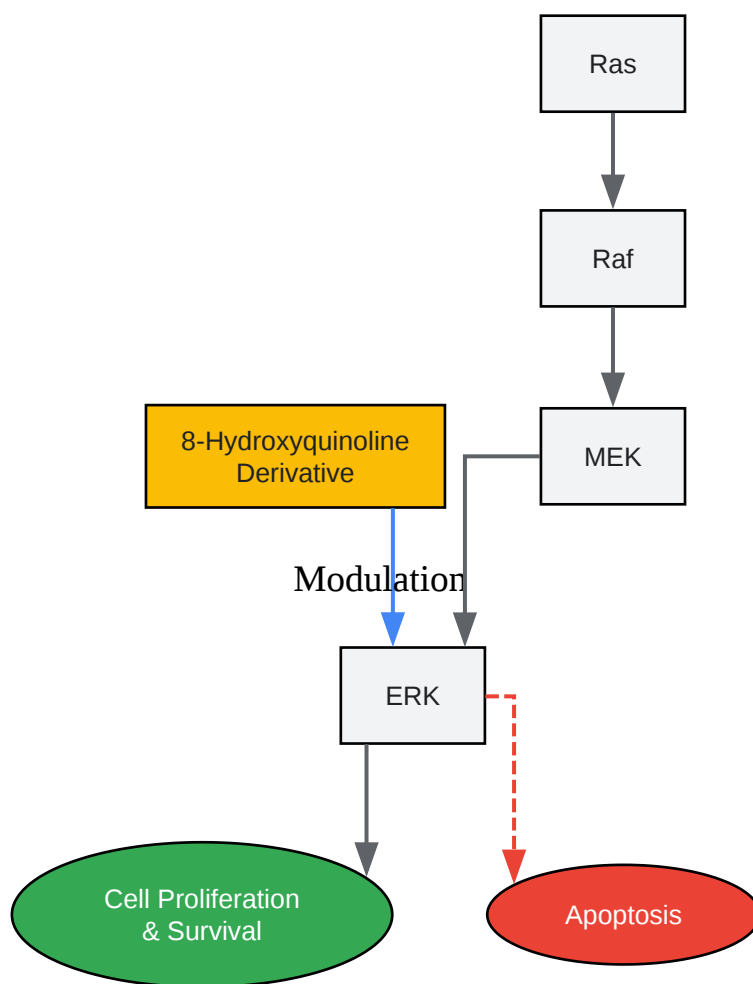 Ras
Raf
8-Hydroxyquinoline
Derivative
MEK
Modulation
ERK
Cell Proliferation
& Survival
Apoptosis